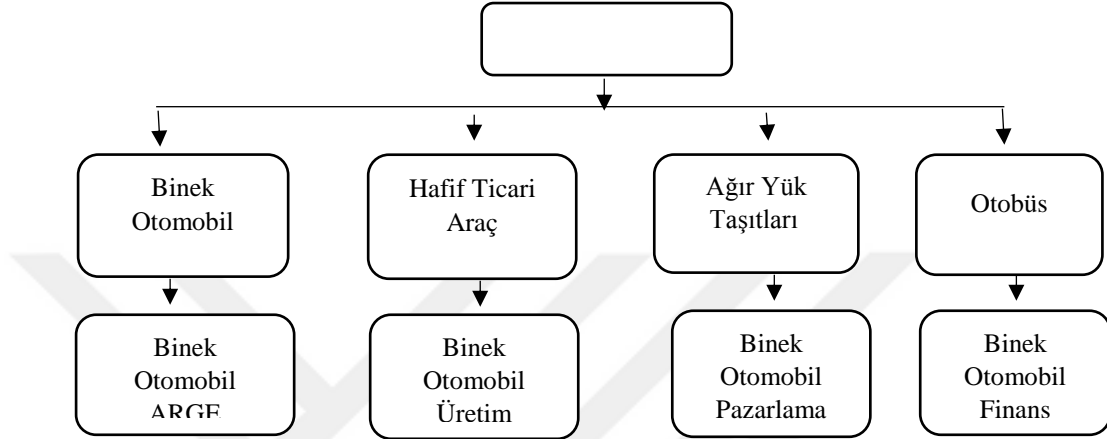 Binek
Otomobil
Hafif Ticari
Araç
Ağır Yük
Taşıtları
Otobüs
Binek
Otomobil
ARGE
Binek
Otomobil
Üretim
Binek
Otomobil
Pazarlama
Binek
Otomobil
Finans